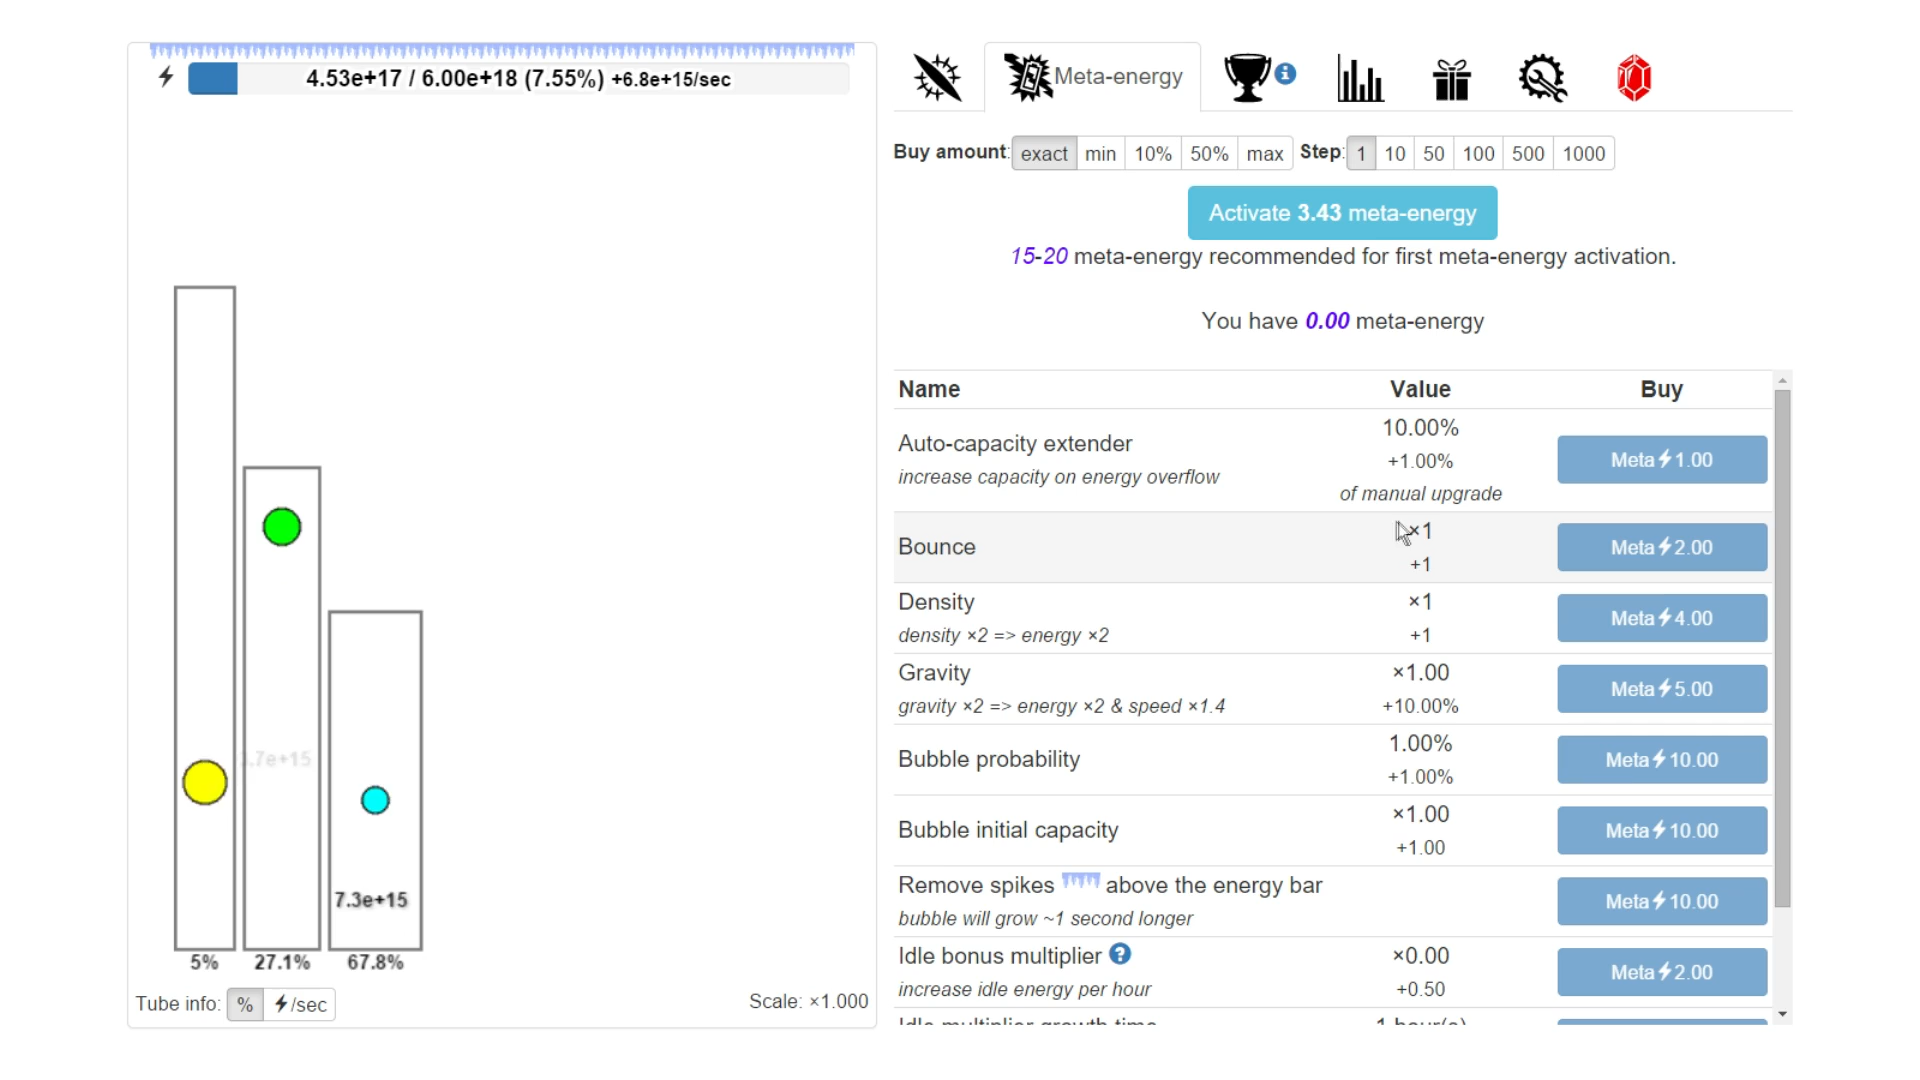 4.53e+17 / 6.00e+18 (7.55%) +6.8e+15/sec
7.3e+15
5% 27.1% 67.8%
Tube info: % /sec
Scale: ×1.000
Meta-energy
Buy amount: exact min 10% 50% max Step: 1 10 50 100 500 1000
Activate 3.43 meta-energy
15-20 meta-energy recommended for first meta-energy activation.
You have 0.00 meta-energy
Name Value Buy
Auto-capacity extender
increase capacity on energy overflow
10.00%
+1.00%
of manual upgrade
Meta 1.00
Bounce
×1
+1
Meta 2.00
Density
density ×2 => energy ×2
×1
+1
Meta 4.00
Gravity
gravity ×2 => energy ×2 & speed ×1.4
×1.00
+10.00%
Meta 5.00
Bubble probability
1.00%
+1.00%
Meta 10.00
Bubble initial capacity
×1.00
+1.00
Meta 10.00
Remove spikes above the energy bar
bubble will grow ~1 second longer
Meta 10.00
Idle bonus multiplier
increase idle energy per hour
×0.00
+0.50
Meta 2.00
Idle multiplier growth time
1 hour(s)